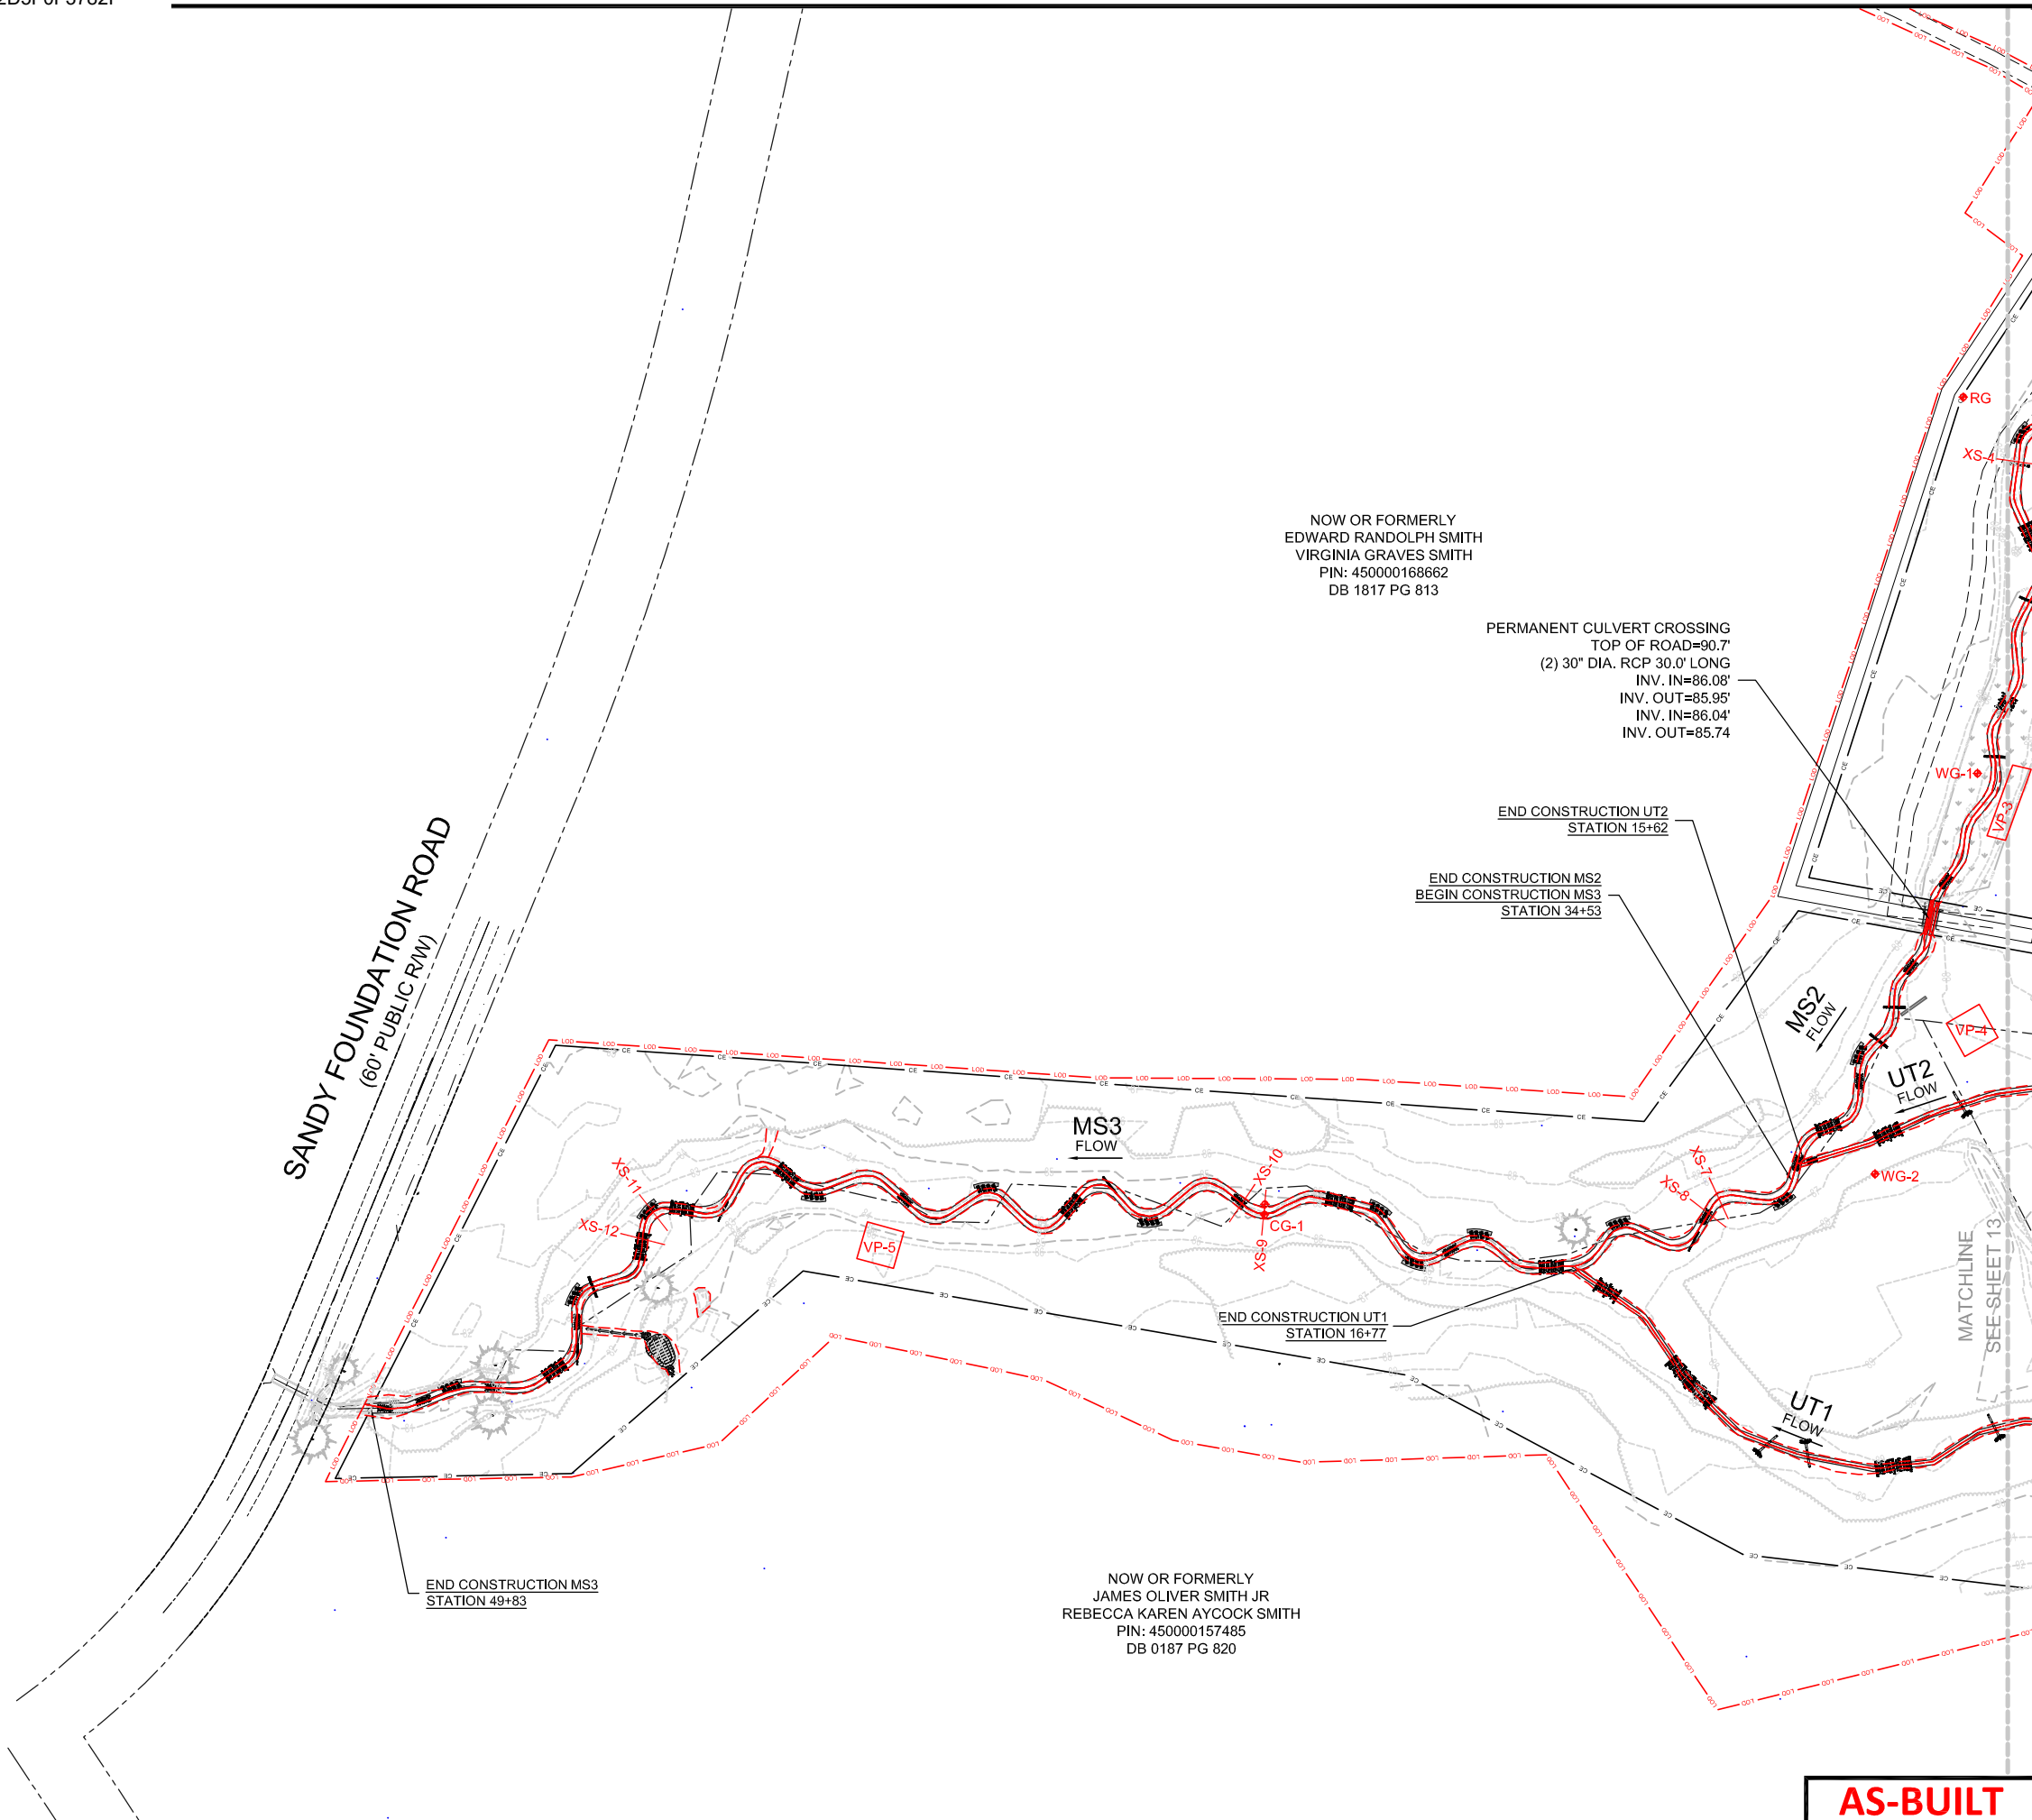 NOW OR FORMERLY
EDWARD RANDOLPH SMITH
VIRGINIA GRAVES SMITH
PIN: 450000168662
DB 1817 PG 813
RG
XS-4
PERMANENT CULVERT CROSSING
TOP OF ROAD=90.7'
(2) 30" DIA. RCP 30.0' LONG
INV. IN=86.08'
INV. OUT=85.95'
INV. IN=86.04'
INV. OUT=85.74
WG-1
VP-3
END CONSTRUCTION UT2
STATION 15+62
END CONSTRUCTION MS2
BEGIN CONSTRUCTION MS3
STATION 34+53
SANDY FOUNDATION ROAD
(60' PUBLIC R/W)
MS2
FLOW
VP-4
UT2
FLOW
MS3
FLOW
XS-11
XS-12
VP-5
XS-10
CG-1
XS-9
XS-7
XS-8
WG-2
MATCHLINE
SEE SHEET 13
END CONSTRUCTION UT1
STATION 16+77
UT1
FLOW
END CONSTRUCTION MS3
STATION 49+83
NOW OR FORMERLY
JAMES OLIVER SMITH JR
REBECCA KAREN AYCOCK SMITH
PIN: 450000157485
DB 0187 PG 820
LOD
CE
AS-BUILT